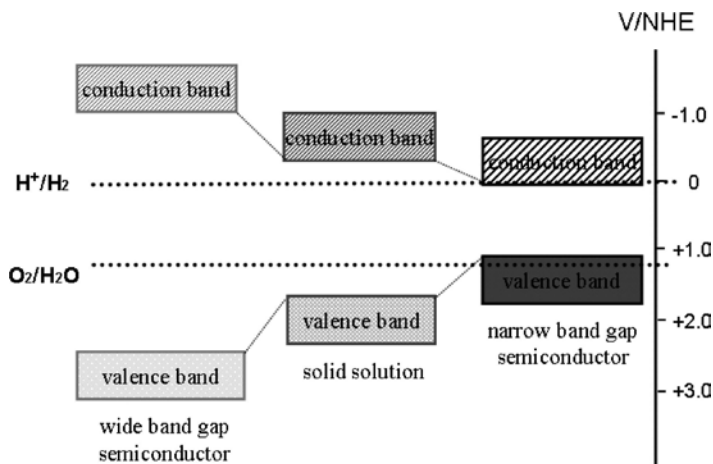 V/NHE
conduction band
-1.0
conduction band
conduction band
H⁺/H₂
0
+1.0
O₂/H₂O
valence band
valence band
+2.0
narrow band gap
semiconductor
solid solution
valence band
+3.0
wide band gap
semiconductor